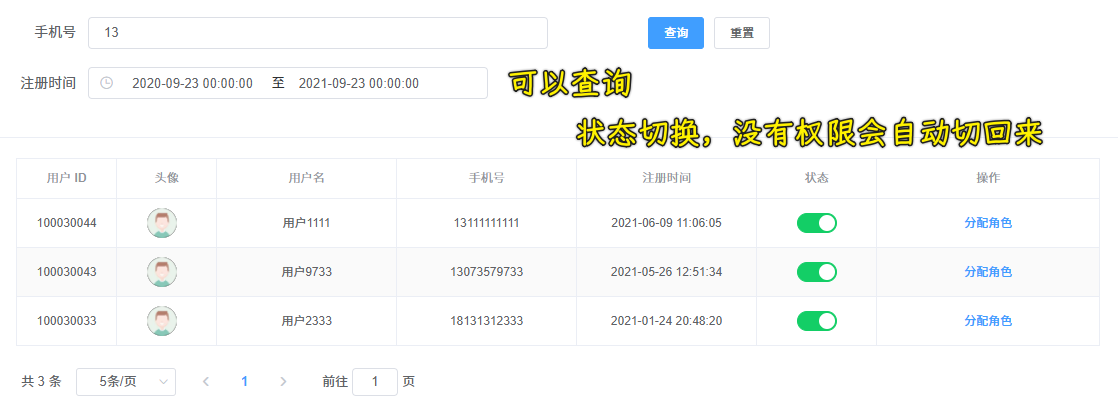 手机号 13 查询 重置
注册时间 2020-09-23 00:00:00 至 2021-09-23 00:00:00 可以查询
状态切换，没有权限会自动切回来
用户 ID 头像 用户名 手机号 注册时间 状态 操作
100030044 用户1111 13111111111 2021-06-09 11:06:05 分配角色
100030043 用户9733 13073579733 2021-05-26 12:51:34 分配角色
100030033 用户2333 18131312333 2021-01-24 20:48:20 分配角色
共 3 条 5条/页 1 前往 1 页